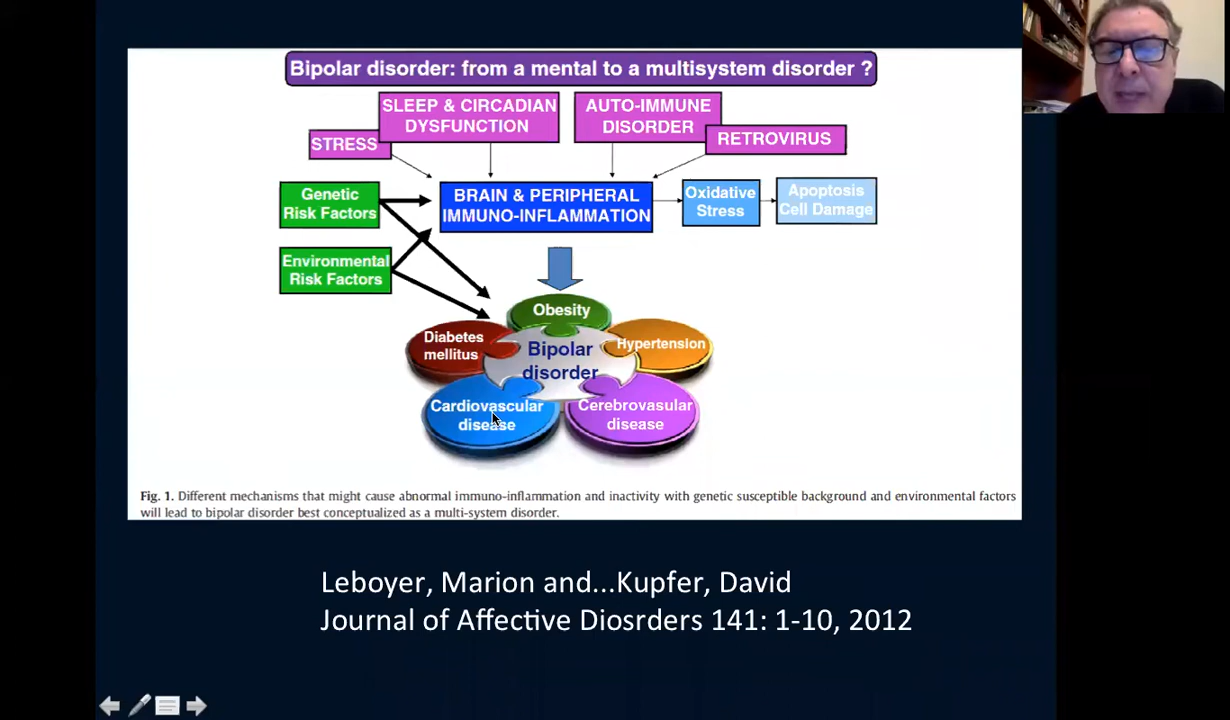 Bipolar disorder: from a mental to a multisystem disorder ?
SLEEP & CIRCADIAN
DYSFUNCTION
AUTO-IMMUNE
DISORDER
STRESS
RETROVIRUS
Genetic
Risk Factors
BRAIN & PERIPHERAL
IMMUNO-INFLAMMATION
Oxidative
Stress
Apoptosis
Cell Damage
Environmental
Risk Factors
Obesity
Diabetes
mellitus
Bipolar
disorder
Hypertension
Cardiovascular
disease
Cerebrovasular
disease
Fig. 1. Different mechanisms that might cause abnormal immuno-inflammation and inactivity with genetic susceptible background and environmental factors
will lead to bipolar disorder best conceptualized as a multi-system disorder.
Leboyer, Marion and...Kupfer, David
Journal of Affective Diosrders 141: 1-10, 2012